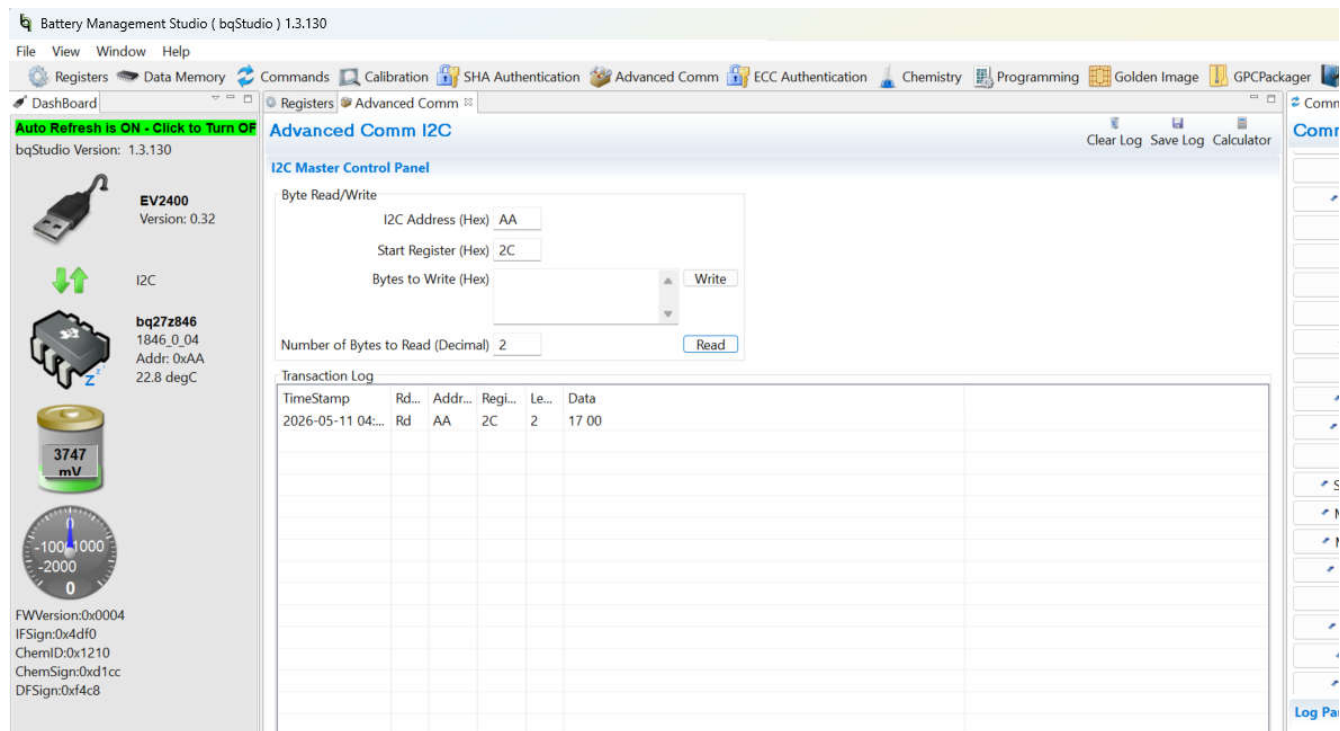 Battery Management Studio ( bqStudio ) 1.3.130
File View Window Help
Registers Data Memory Commands Calibration SHA Authentication Advanced Comm ECC Authentication Chemistry Programming Golden Image GPCPackager
DashBoard
Registers Advanced Comm
Comm
Auto Refresh is ON - Click to Turn OFF
bqStudio Version: 1.3.130
EV2400
Version: 0.32
I2C
bq27z846
1846_0_04
Addr: 0xAA
22.8 degC
3747
mV
0
-100 1000
-2000
0
FWVersion:0x0004
IFSign:0x4df0
ChemID:0x1210
ChemSign:0xd1cc
DFSign:0xf4c8
Advanced Comm I2C
Clear Log Save Log Calculator
I2C Master Control Panel
Byte Read/Write
I2C Address (Hex) AA
Start Register (Hex) 2C
Bytes to Write (Hex) Write
Number of Bytes to Read (Decimal) 2 Read
Transaction Log
TimeStamp Rd... Addr... Regi... Le... Data
2026-05-11 04:... Rd AA 2C 2 17 00
Log Pa